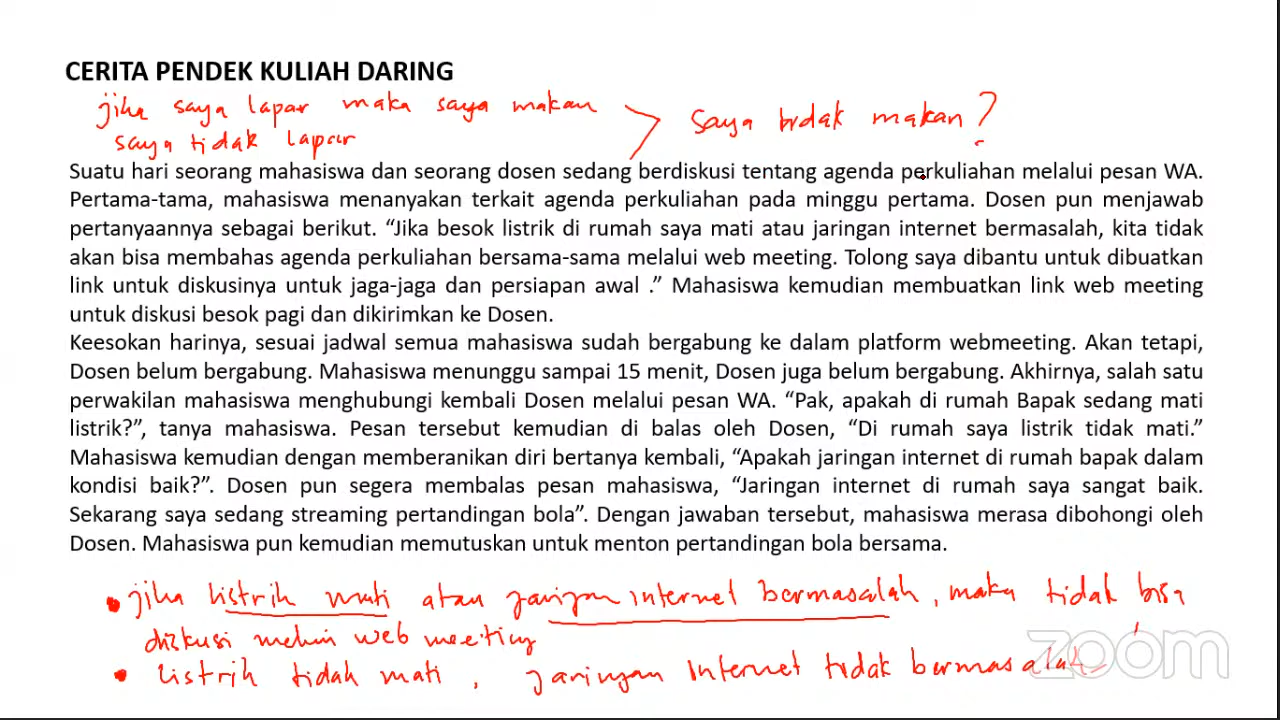 CERITA PENDEK KULIAH DARING
jika saya lapar maka saya makan
saya tidak lapar
saya tidak makan?
Suatu hari seorang mahasiswa dan seorang dosen sedang berdiskusi tentang agenda perkuliahan melalui pesan WA.
Pertama-tama, mahasiswa menanyakan terkait agenda perkuliahan pada minggu pertama. Dosen pun menjawab
pertanyaannya sebagai berikut. “Jika besok listrik di rumah saya mati atau jaringan internet bermasalah, kita tidak
akan bisa membahas agenda perkuliahan bersama-sama melalui web meeting. Tolong saya dibantu untuk dibuatkan
link untuk diskusinya untuk jaga-jaga dan persiapan awal .” Mahasiswa kemudian membuatkan link web meeting
untuk diskusi besok pagi dan dikirimkan ke Dosen.
Keesokan harinya, sesuai jadwal semua mahasiswa sudah bergabung ke dalam platform webmeeting. Akan tetapi,
Dosen belum bergabung. Mahasiswa menunggu sampai 15 menit, Dosen juga belum bergabung. Akhirnya, salah satu
perwakilan mahasiswa menghubungi kembali Dosen melalui pesan WA. “Pak, apakah di rumah Bapak sedang mati
listrik?”, tanya mahasiswa. Pesan tersebut kemudian di balas oleh Dosen, “Di rumah saya listrik tidak mati.”
Mahasiswa kemudian dengan memberanikan diri bertanya kembali, “Apakah jaringan internet di rumah bapak dalam
kondisi baik?”. Dosen pun segera membalas pesan mahasiswa, “Jaringan internet di rumah saya sangat baik.
Sekarang saya sedang streaming pertandingan bola”. Dengan jawaban tersebut, mahasiswa merasa dibohongi oleh
Dosen. Mahasiswa pun kemudian memutuskan untuk menton pertandingan bola bersama.
• jika listrik mati atau jaringan internet bermasalah, maka tidak bisa
diskusi melalui web meeting
• listrik tidak mati, jaringan internet tidak bermasalah
zoom